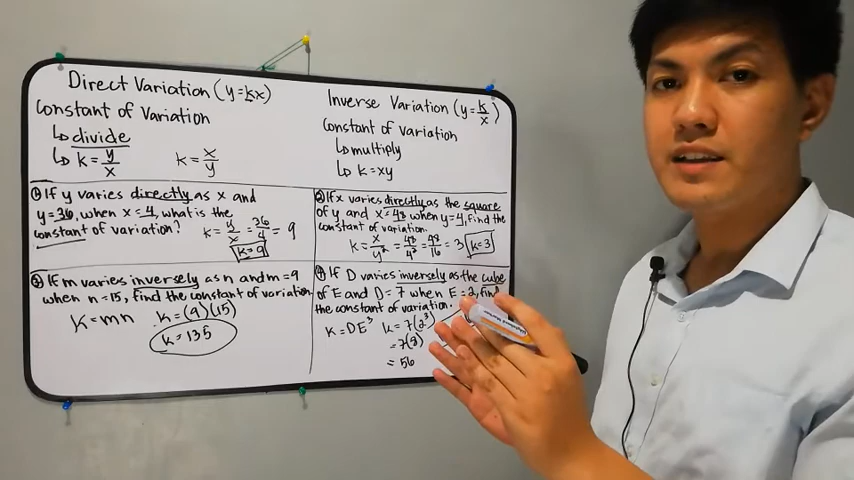 Direct Variation (y=kx)
Constant of Variation
↳ divide
↳ k = y/x     k = x/y
Inverse Variation (y = k/x)
Constant of Variation
↳ multiply
↳ k = xy
① If y varies directly as x and
y=36, when x=4, what is the
constant of variation?
k = y/x = 36/4 = 9
k=9
② If x varies directly as the square
of y and x=48 when y=4, find the
constant of variation.
k = x/y² = 48/4² = 48/16 = 3 k=3
③ If m varies inversely as n and m=9
when n=15, find the constant of variation.
k=mn k=(9)(15)
k=135
④ If D varies inversely as the cube
of E and D=7 when E=2, find
the constant of variation.
k=DE³ k=7(2³)
=7(8)
= 56